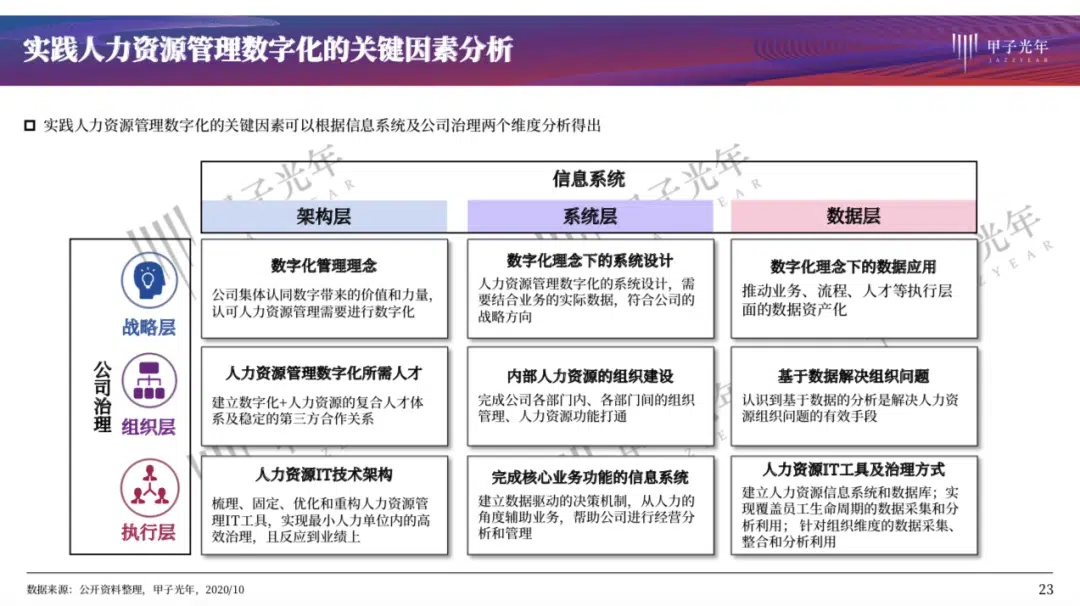 实践人力资源管理数字化的关键因素分析
甲子光年
JAZZYEAR
实践人力资源管理数字化的关键因素可以根据信息系统及公司治理两个维度分析得出
信息系统
架构层
系统层
数据层
公司治理
战略层
数字化管理理念
公司集体认同数字带来的价值和力量，
认可人力资源管理需要进行数字化
数字化理念下的系统设计
人力资源管理数字化的系统设计，需
要结合业务的实际数据，符合公司的
战略方向
数字化理念下的数据应用
推动业务、流程、人才等执行层
面的数据资产化
组织层
人力资源管理数字化所需人才
建立数字化+人力资源的复合人才体
系及稳定的第三方合作关系
内部人力资源的组织建设
完成公司各部门内、各部门间的组织
管理、人力资源功能打通
基于数据解决组织问题
认识到基于数据的分析是解决人力资
源组织问题的有效手段
执行层
人力资源IT技术架构
梳理、固定、优化和重构人力资源管
理IT工具，实现最小人力单位内的高
效治理，且反应到业绩上
完成核心业务功能的信息系统
建立数据驱动的决策机制，从人力的
角度辅助业务，帮助公司进行经营分
析和管理
人力资源IT工具及治理方式
建立人力资源信息系统和数据库；实
现覆盖员工生命周期的数据采集和分
析利用； 针对组织维度的数据采集、
整合和分析利用
数据来源：公开资料整理，甲子光年，2020/10
23